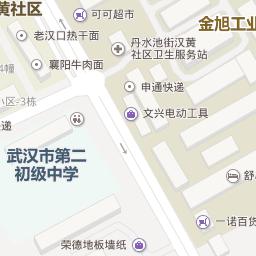 黄社区
可可超市
金旭工业
老汉口热干面
丹水池街汉黄
社区卫生服务站
4幢
襄阳牛肉面
申通快递
小区-3栋
文兴电动工具
递
武汉市第二
初级中学
舒
一诺百货
荣德地板墙纸